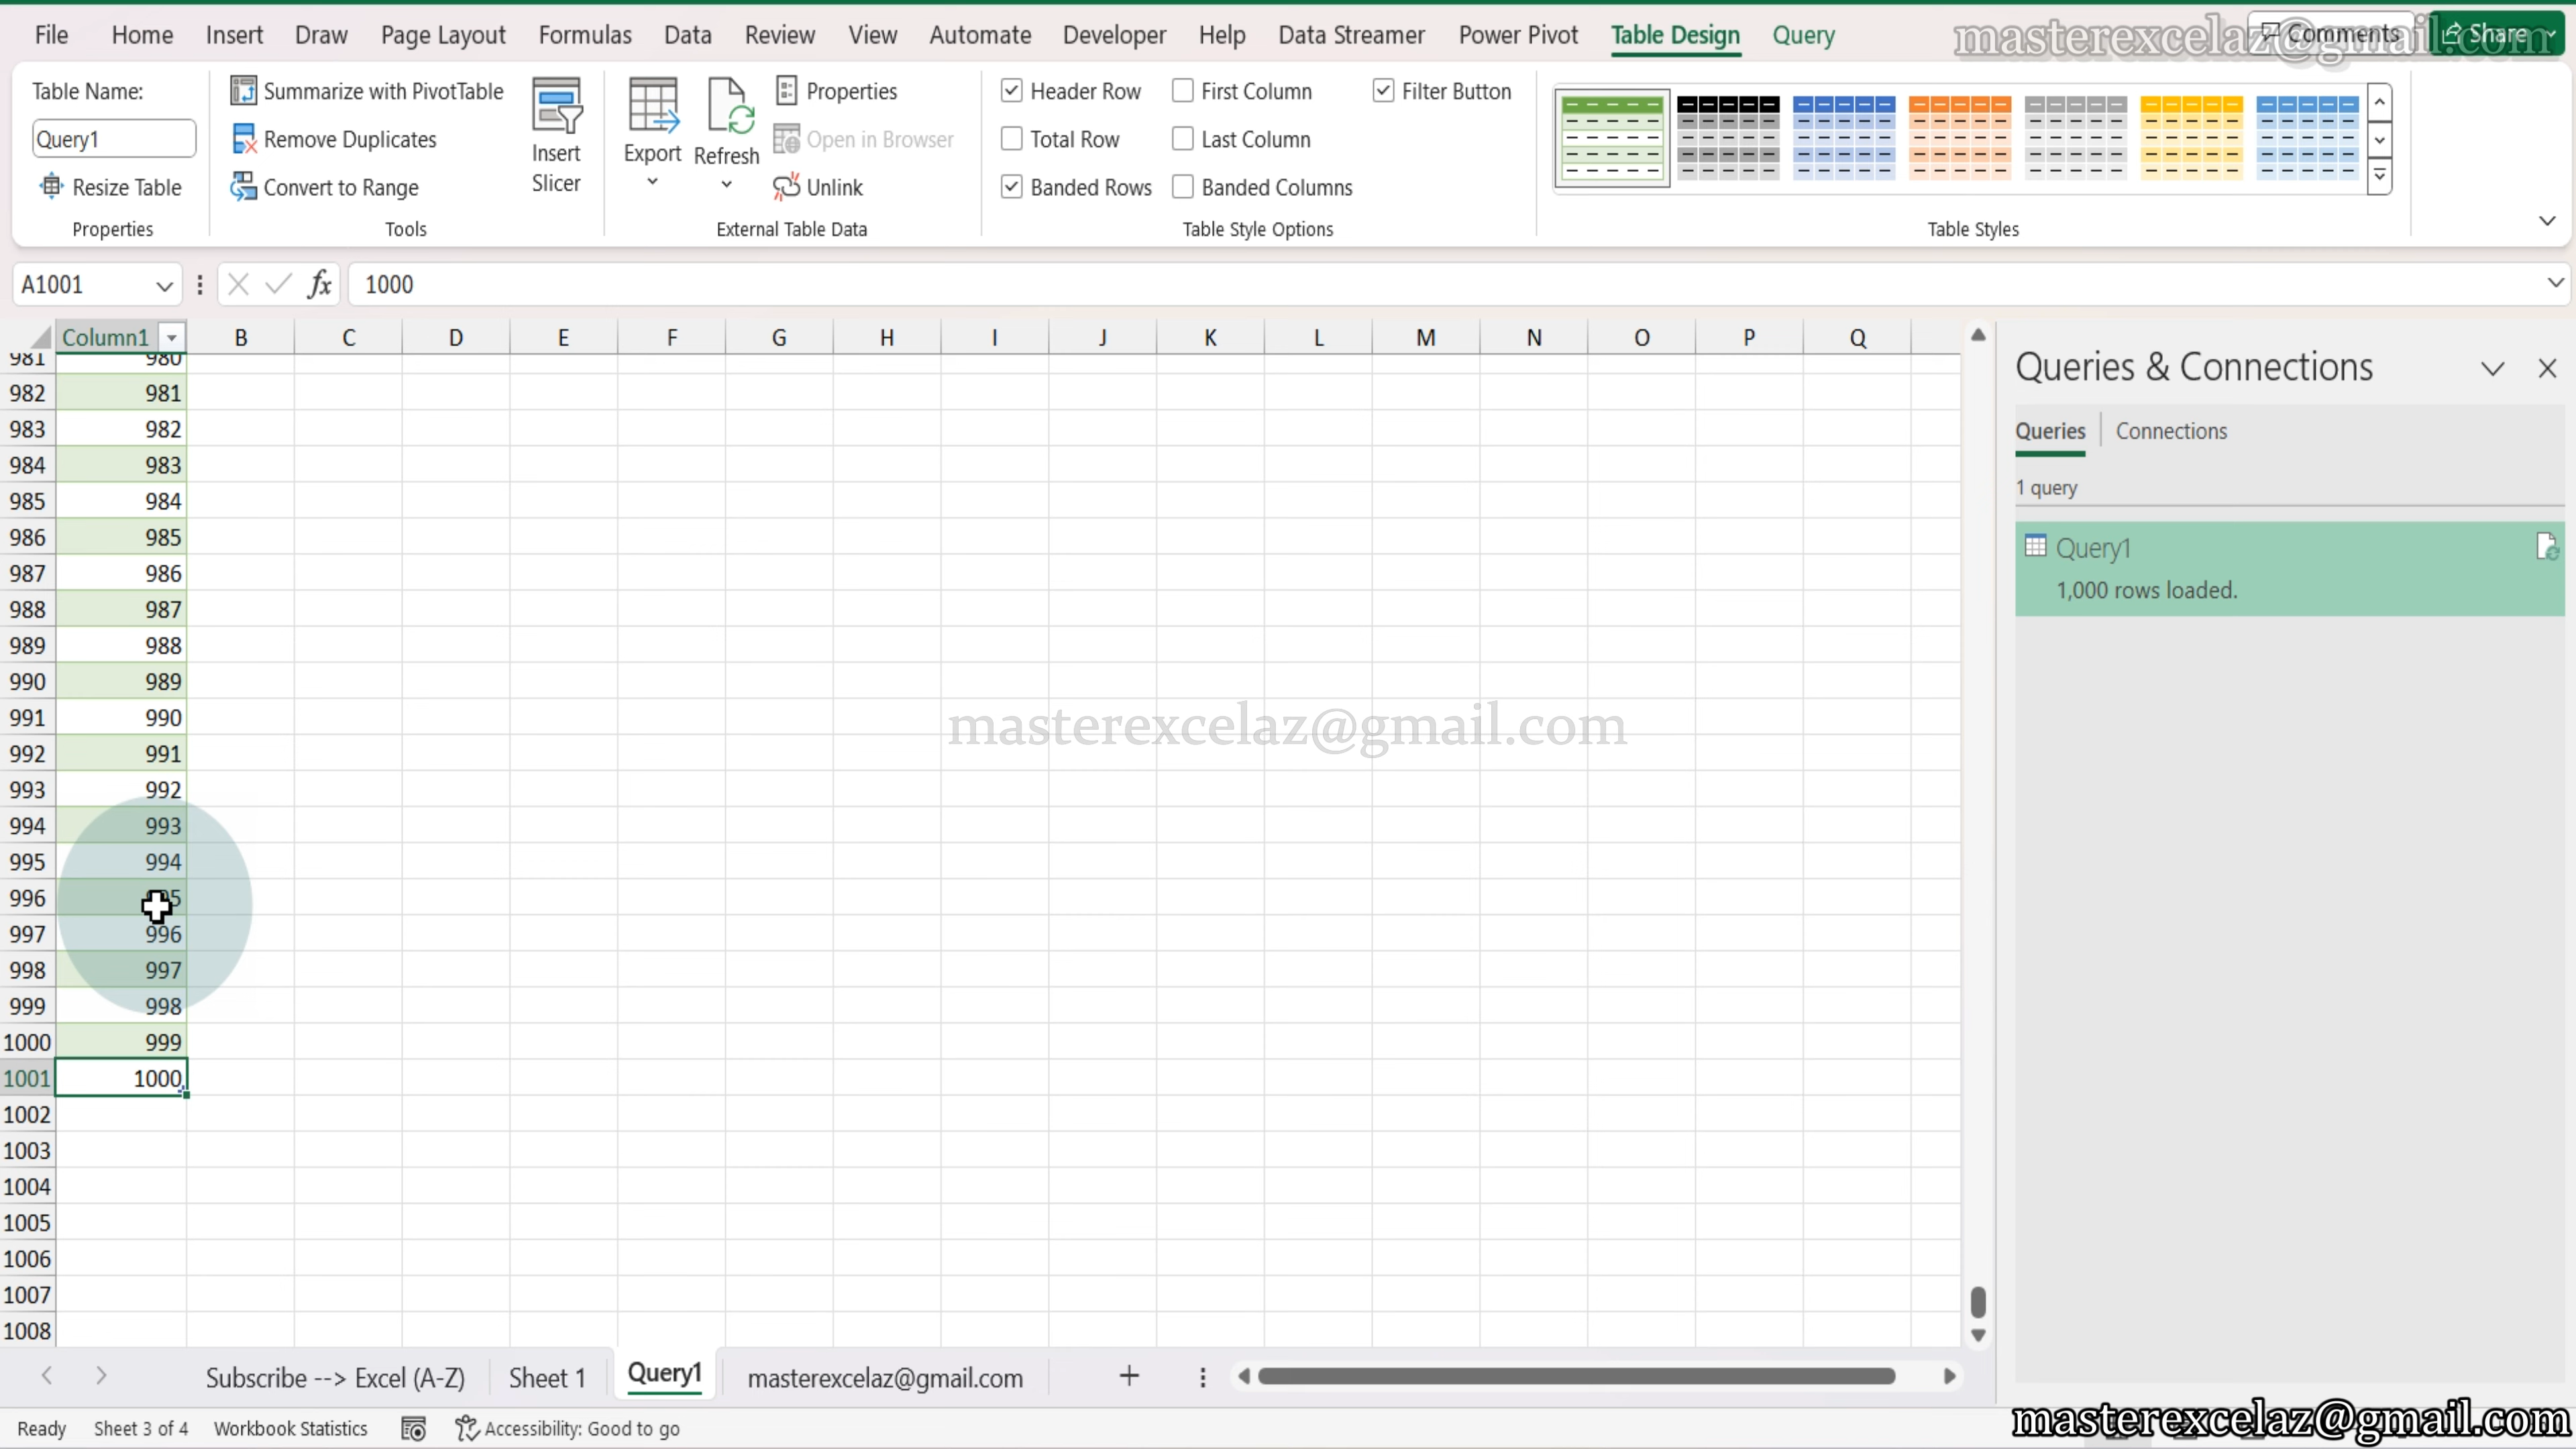 File Home Insert Draw Page Layout Formulas Data Review View Automate Developer Help Data Streamer Power Pivot Table Design Query Comments Share
masterexcelaz@gmail.com
Table Name: Summarize with PivotTable Properties Header Row First Column Filter Button
Query1 Remove Duplicates Insert Slicer Export Refresh Open in Browser Total Row Last Column
Resize Table Convert to Range Unlink Banded Rows Banded Columns
Properties Tools External Table Data Table Style Options Table Styles
A1001 fx 1000
Column1 B C D E F G H I J K L M N O P Q
981 980
982 981
983 982
984 983
985 984
986 985
987 986
988 987
989 988
990 989
991 990
992 991
993 992
994 993
995 994
996
997 996
998 997
999 998
1000 999
1001 1000
1002
1003
1004
1005
1006
1007
1008
masterexcelaz@gmail.com
Queries & Connections
Queries Connections
1 query
Query1
1,000 rows loaded.
Subscribe --> Excel (A-Z) Sheet 1 Query1 masterexcelaz@gmail.com
Ready Sheet 3 of 4 Workbook Statistics Accessibility: Good to go
masterexcelaz@gmail.com